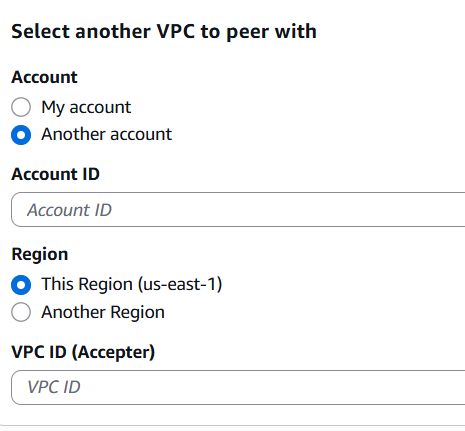 Select another VPC to peer with
Account
My account
Another account
Account ID
Account ID
Region
This Region (us-east-1)
Another Region
VPC ID (Accepter)
VPC ID